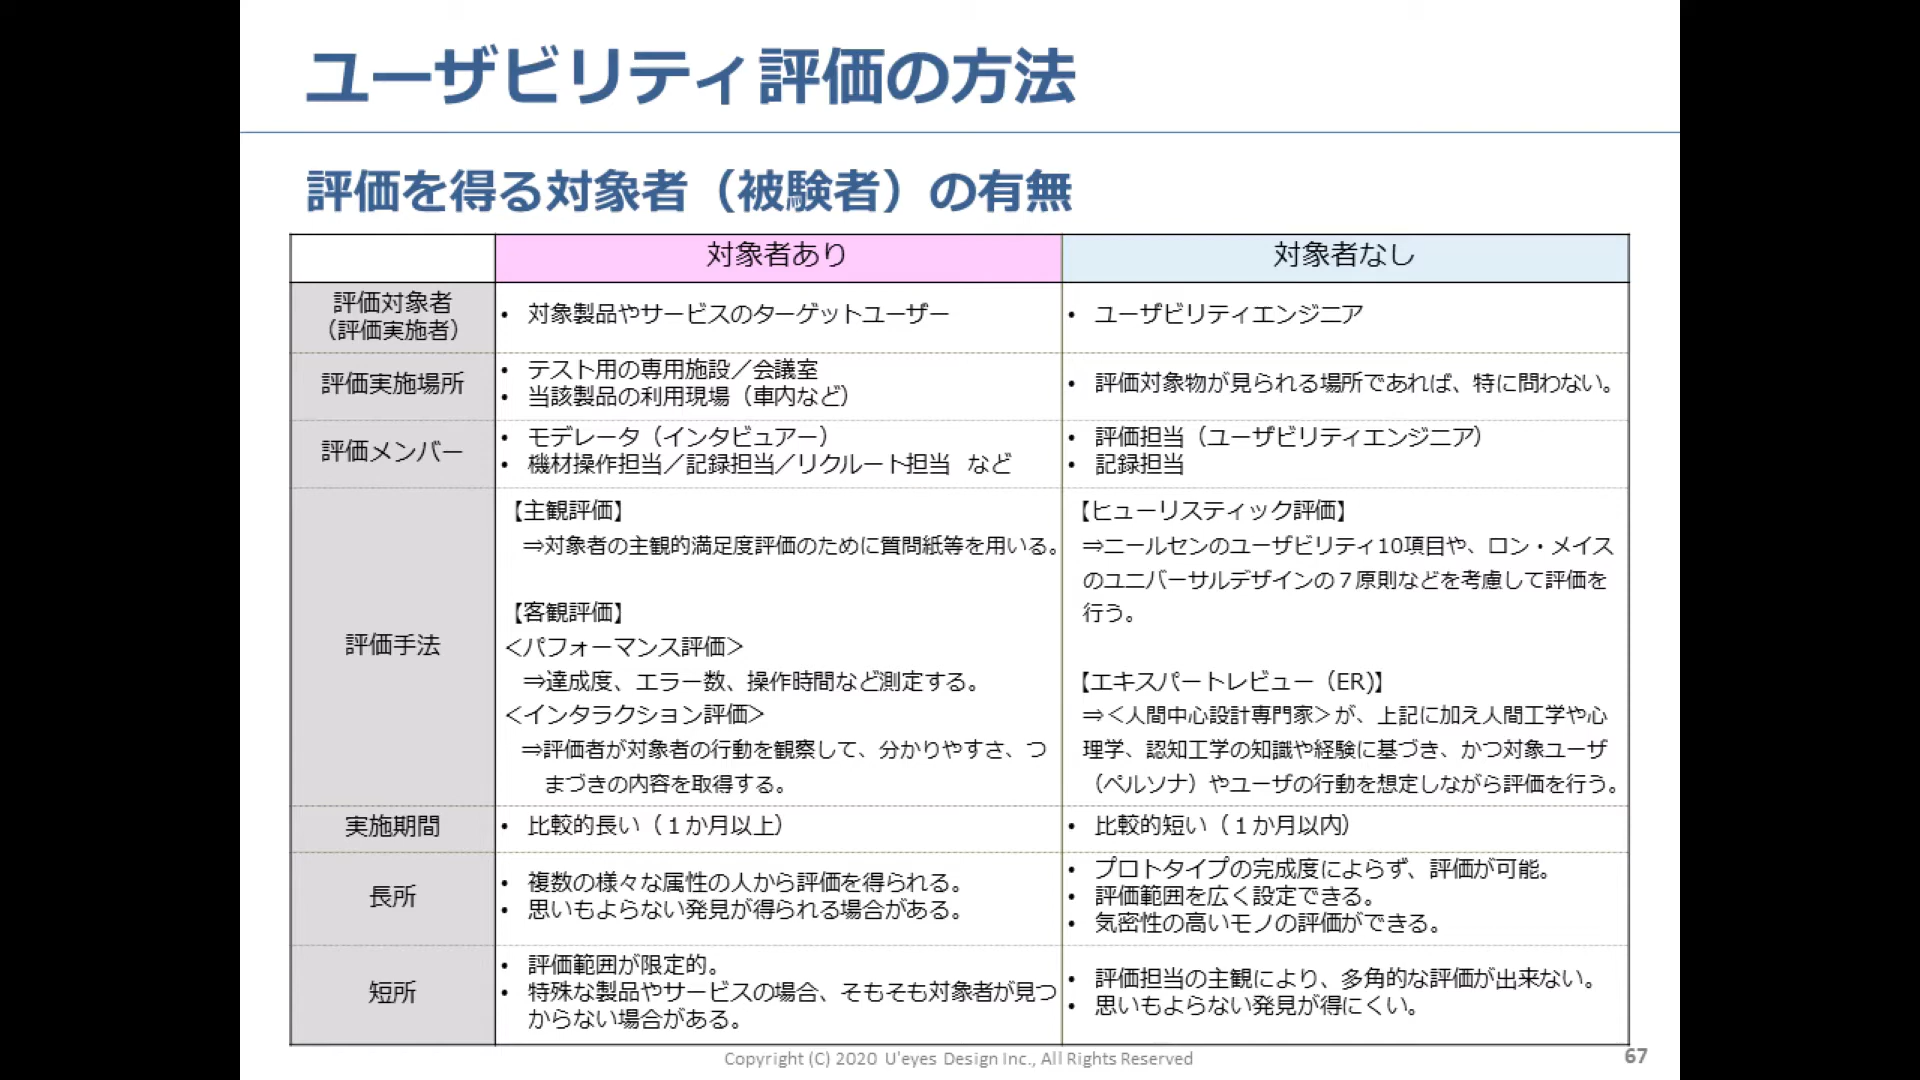 ユーザビリティ評価の方法
評価を得る対象者（被験者）の有無
対象者あり
対象者なし
評価対象者
（評価実施者）
• 対象製品やサービスのターゲットユーザー
• ユーザビリティエンジニア
評価実施場所
• テスト用の専用施設／会議室
• 当該製品の利用現場（車内など）
• 評価対象物が見られる場所であれば、特に問わない。
評価メンバー
• モデレータ（インタビュアー）
• 機材操作担当／記録担当／リクルート担当　など
• 評価担当（ユーザビリティエンジニア）
• 記録担当
評価手法
【主観評価】
⇒対象者の主観的満足度評価のために質問紙等を用いる。
【客観評価】
＜パフォーマンス評価＞
⇒達成度、エラー数、操作時間など測定する。
＜インタラクション評価＞
⇒評価者が対象者の行動を観察して、分かりやすさ、つ
まづきの内容を取得する。
【ヒューリスティック評価】
⇒ニールセンのユーザビリティ10項目や、ロン・メイス
のユニバーサルデザインの７原則などを考慮して評価を
行う。
【エキスパートレビュー（ER)】
⇒＜人間中心設計専門家＞が、上記に加え人間工学や心
理学、認知工学の知識や経験に基づき、かつ対象ユーザ
（ペルソナ）やユーザの行動を想定しながら評価を行う。
実施期間
• 比較的長い（１か月以上）
• 比較的短い（１か月以内）
長所
• 複数の様々な属性の人から評価を得られる。
• 思いもよらない発見が得られる場合がある。
• プロトタイプの完成度によらず、評価が可能。
• 評価範囲を広く設定できる。
• 気密性の高いモノの評価ができる。
短所
• 評価範囲が限定的。
• 特殊な製品やサービスの場合、そもそも対象者が見つ
からない場合がある。
• 評価担当の主観により、多角的な評価が出来ない。
• 思いもよらない発見が得にくい。
Copyright (C) 2020 U'eyes Design Inc., All Rights Reserved
67